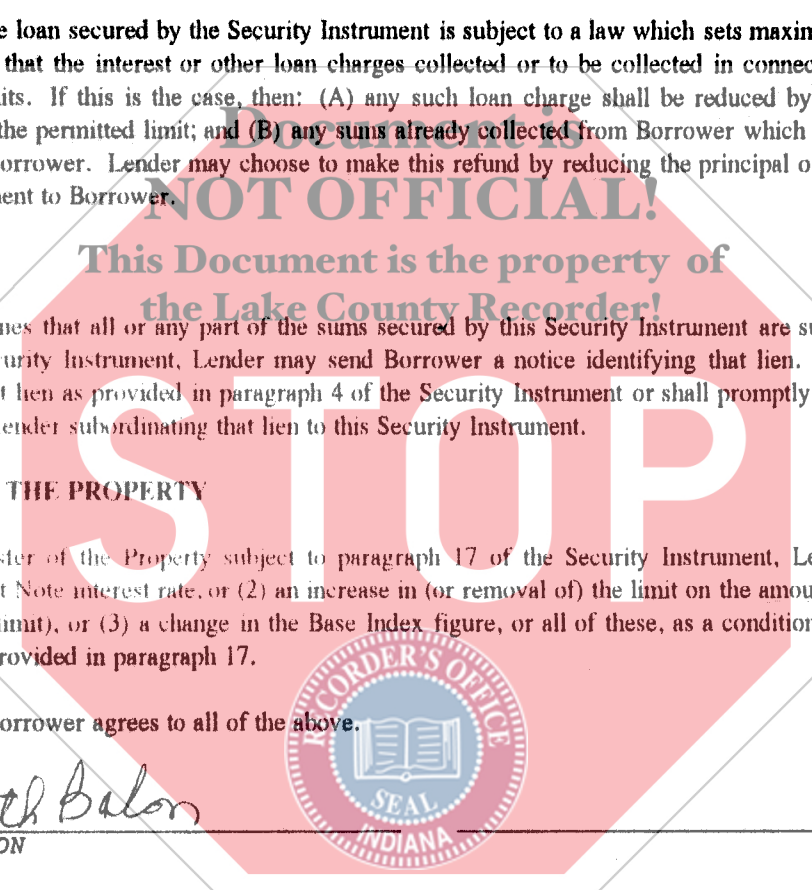 e loan secured by the Security Instrument is subject to a law which sets maxim
that the interest or other loan charges collected or to be collected in connec
its. If this is the case, then: (A) any such loan charge shall be reduced by
the permitted limit; and (B) any sums already collected from Borrower which
orrower. Lender may choose to make this refund by reducing the principal o
ent to Borrower.
Document is
NOT OFFICIAL!
This Document is the property of
the Lake County Recorder!
nes that all or any part of the sums secured by this Security Instrument are su
urity Instrument, Lender may send Borrower a notice identifying that lien.
t lien as provided in paragraph 4 of the Security Instrument or shall promptly
ender subordinating that lien to this Security Instrument.
STOP
THE PROPERTY
ster of the Property subject to paragraph 17 of the Security Instrument, Le
t Note interest rate, or (2) an increase in (or removal of) the limit on the amou
imit), or (3) a change in the Base Index figure, or all of these, as a condition
rovided in paragraph 17.
orrower agrees to all of the above.
RECORDER'S OFFICE
SEAL
INDIANA
th Balon
ON